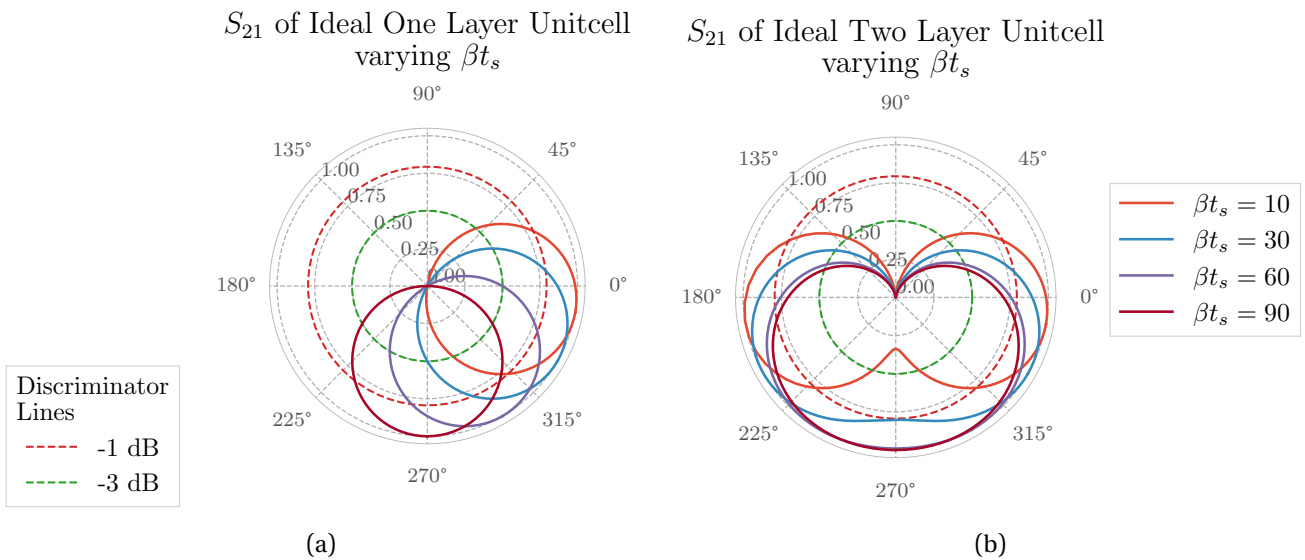 S₂₁ of Ideal One Layer Unitcell
varying βtₛ
90°
45°
135°
1.00
0.75
0.50
0.25
0.00
180°
0°
225°
315°
270°
Discriminator
Lines
-1 dB
-3 dB
(a)
S₂₁ of Ideal Two Layer Unitcell
varying βtₛ
90°
45°
135°
1.00
0.75
0.50
0.25
0.00
180°
0°
225°
315°
270°
βtₛ = 10
βtₛ = 30
βtₛ = 60
βtₛ = 90
(b)